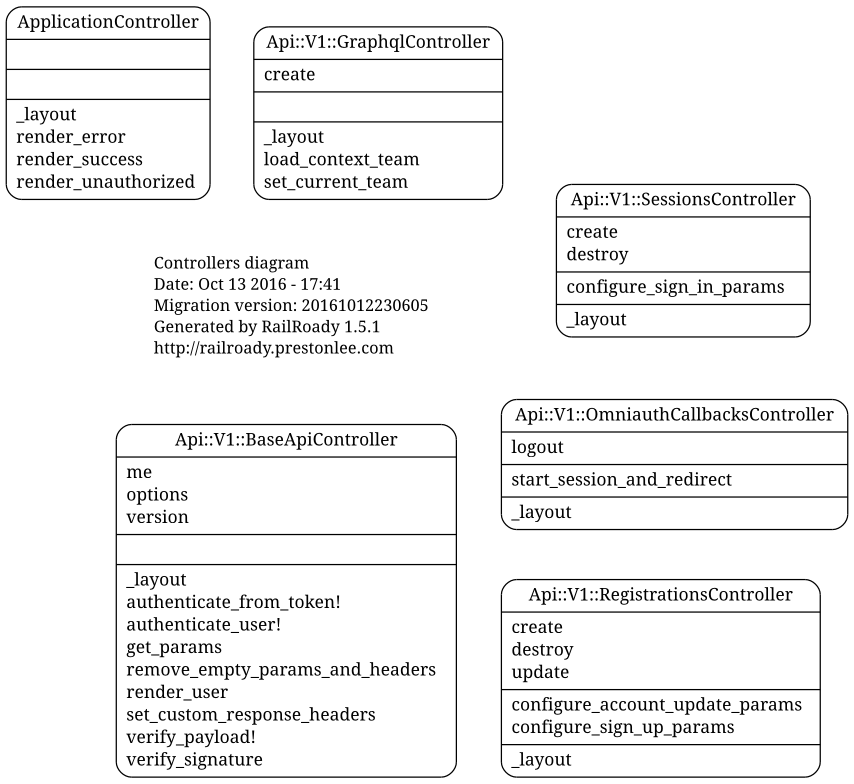 ApplicationController
_layout
render_error
render_success
render_unauthorized
Api::V1::GraphqlController
create
_layout
load_context_team
set_current_team
Api::V1::SessionsController
create
destroy
configure_sign_in_params
_layout
Controllers diagram
Date: Oct 13 2016 - 17:41
Migration version: 20161012230605
Generated by RailRoady 1.5.1
http://railroady.prestonlee.com
Api::V1::BaseApiController
me
options
version
_layout
authenticate_from_token!
authenticate_user!
get_params
remove_empty_params_and_headers
render_user
set_custom_response_headers
verify_payload!
verify_signature
Api::V1::OmniauthCallbacksController
logout
start_session_and_redirect
_layout
Api::V1::RegistrationsController
create
destroy
update
configure_account_update_params
configure_sign_up_params
_layout